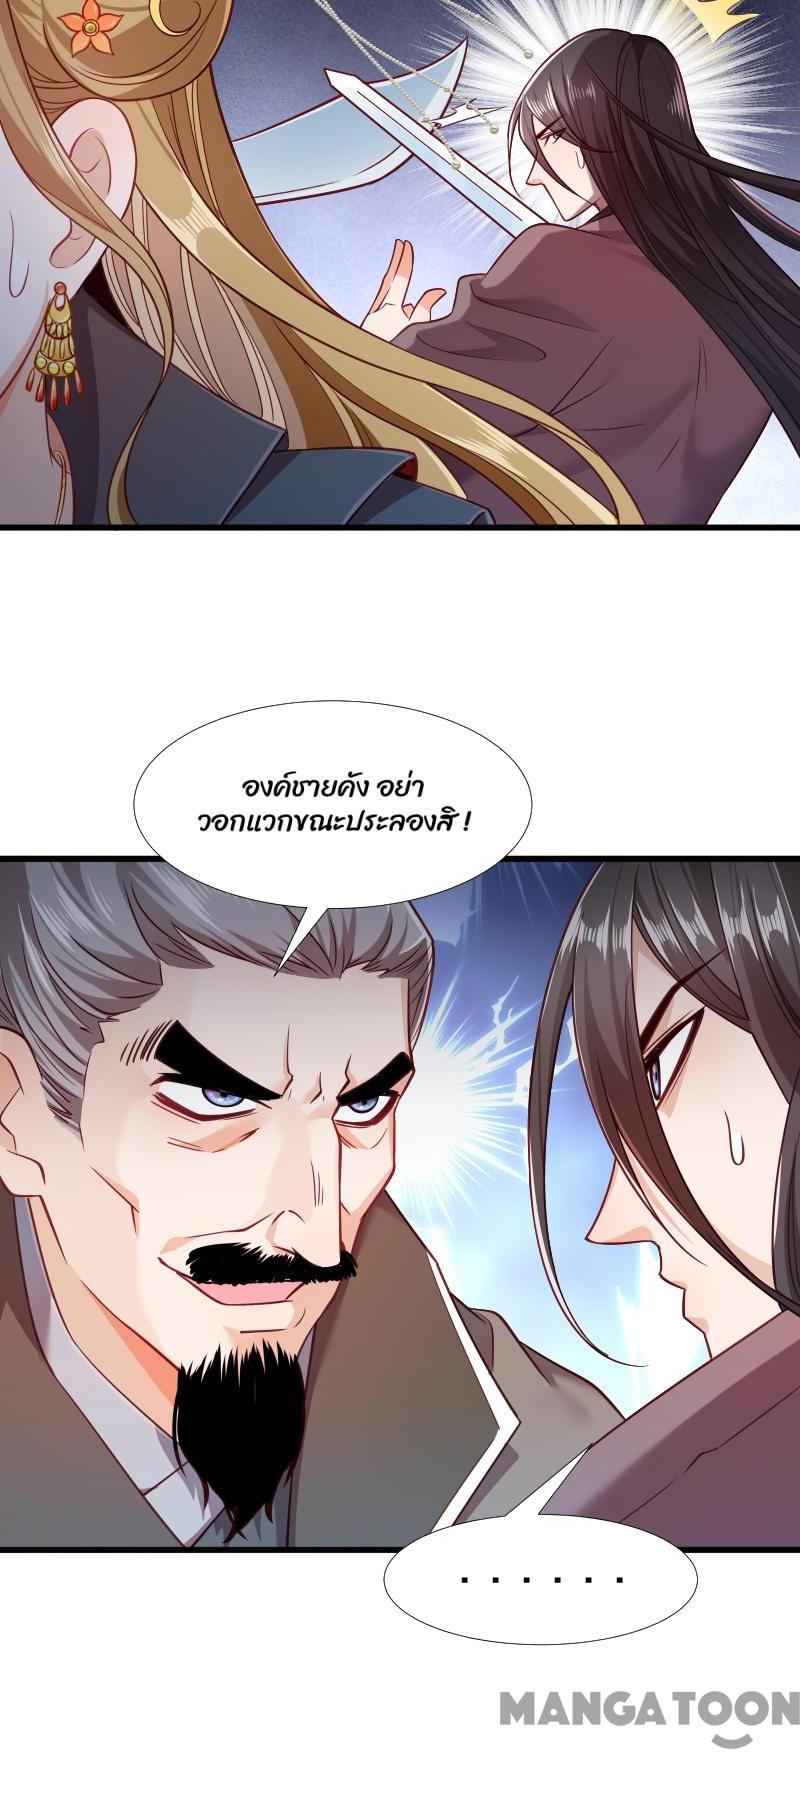 องค์ชายคัง อย่า
วอกแวกขณะประลองสิ !
. . . . . .
MANGATOON